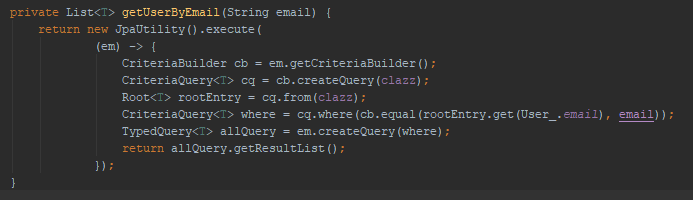 private List<T> getUserByEmail(String email) {
return new JpaUtility().execute(
(em) -> {
CriteriaBuilder cb = em.getCriteriaBuilder();
CriteriaQuery<T> cq = cb.createQuery(clazz);
Root<T> rootEntry = cq.from(clazz);
CriteriaQuery<T> where = cq.where(cb.equal(rootEntry.get(User_.email), email));
TypedQuery<T> allQuery = em.createQuery(where);
return allQuery.getResultList();
});
}